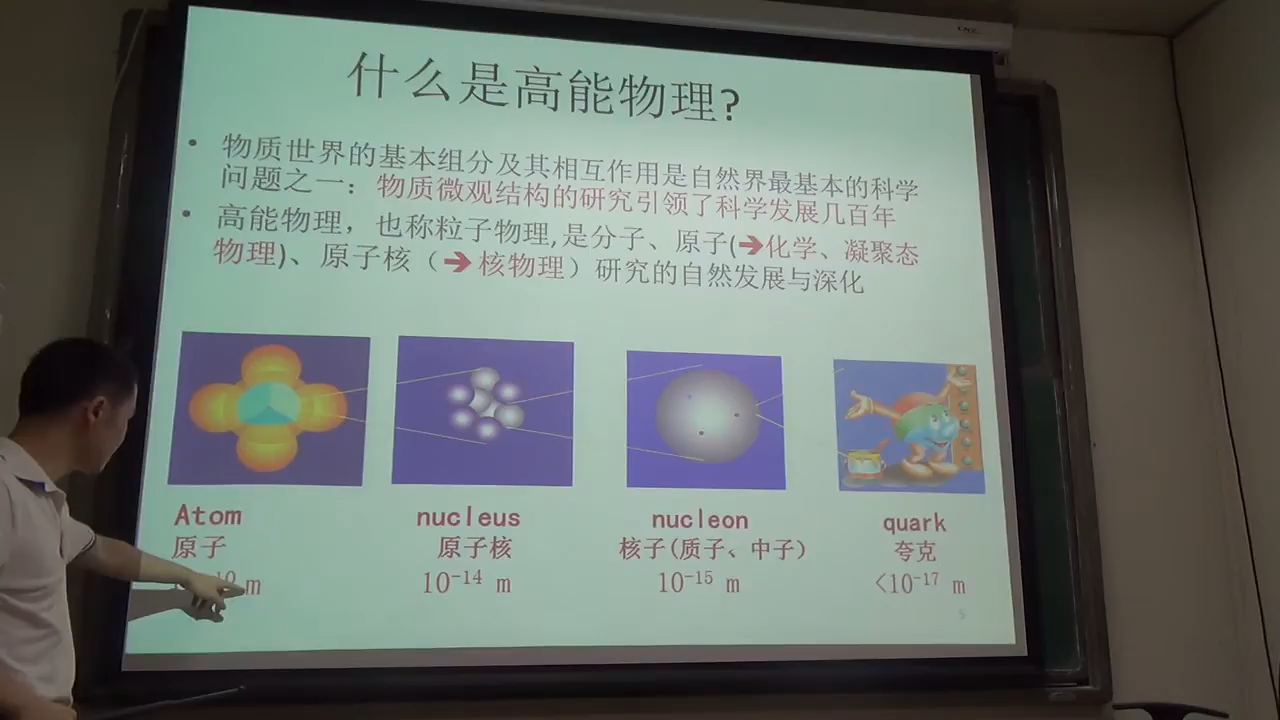 什么是高能物理?
• 物质世界的基本组分及其相互作用是自然界最基本的科学
问题之一：物质微观结构的研究引领了科学发展几百年
• 高能物理，也称粒子物理,是分子、原子(➔化学、凝聚态
物理)、原子核（➔核物理）研究的自然发展与深化
Atom
原子
m
nucleus
原子核
10⁻¹⁴ m
nucleon
核子(质子、中子)
10⁻¹⁵ m
quark
夸克
<10⁻¹⁷ m
5